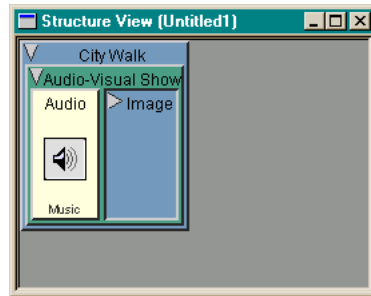 Structure View (Untitled1)
City Walk
Audio-Visual Show
Audio
Image
Music